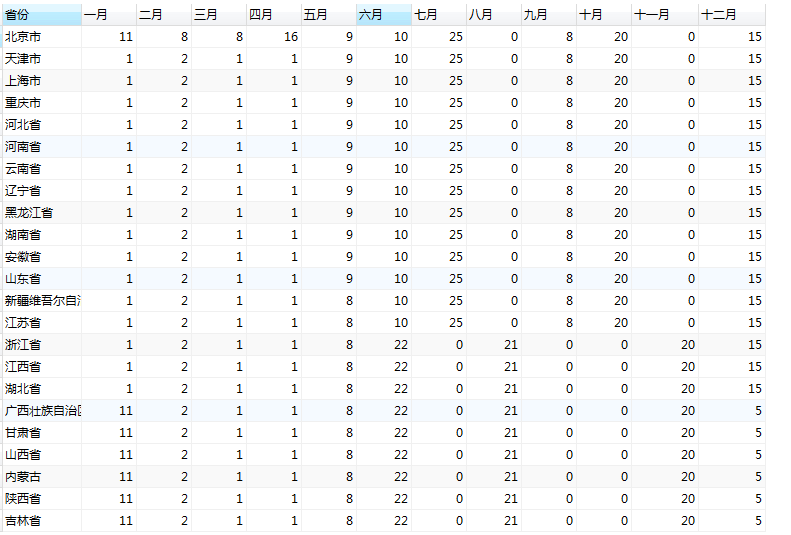 省份 一月 二月 三月 四月 五月 六月 七月 八月 九月 十月 十一月 十二月
北京市 11 8 8 16 9 10 25 0 8 20 0 15
天津市 1 2 1 1 9 10 25 0 8 20 0 15
上海市 1 2 1 1 9 10 25 0 8 20 0 15
重庆市 1 2 1 1 9 10 25 0 8 20 0 15
河北省 1 2 1 1 9 10 25 0 8 20 0 15
河南省 1 2 1 1 9 10 25 0 8 20 0 15
云南省 1 2 1 1 9 10 25 0 8 20 0 15
辽宁省 1 2 1 1 9 10 25 0 8 20 0 15
黑龙江省 1 2 1 1 9 10 25 0 8 20 0 15
湖南省 1 2 1 1 9 10 25 0 8 20 0 15
安徽省 1 2 1 1 9 10 25 0 8 20 0 15
山东省 1 2 1 1 9 10 25 0 8 20 0 15
新疆维吾尔自 1 2 1 1 8 10 25 0 8 20 0 15
江苏省 1 2 1 1 8 10 25 0 8 20 0 15
浙江省 1 2 1 1 8 22 0 21 0 0 20 15
江西省 1 2 1 1 8 22 0 21 0 0 20 15
湖北省 1 2 1 1 8 22 0 21 0 0 20 15
广西壮族自治区 11 2 1 1 8 22 0 21 0 0 20 5
甘肃省 11 2 1 1 8 22 0 21 0 0 20 5
山西省 11 2 1 1 8 22 0 21 0 0 20 5
内蒙古 11 2 1 1 8 22 0 21 0 0 20 5
陕西省 11 2 1 1 8 22 0 21 0 0 20 5
吉林省 11 2 1 1 8 22 0 21 0 0 20 5